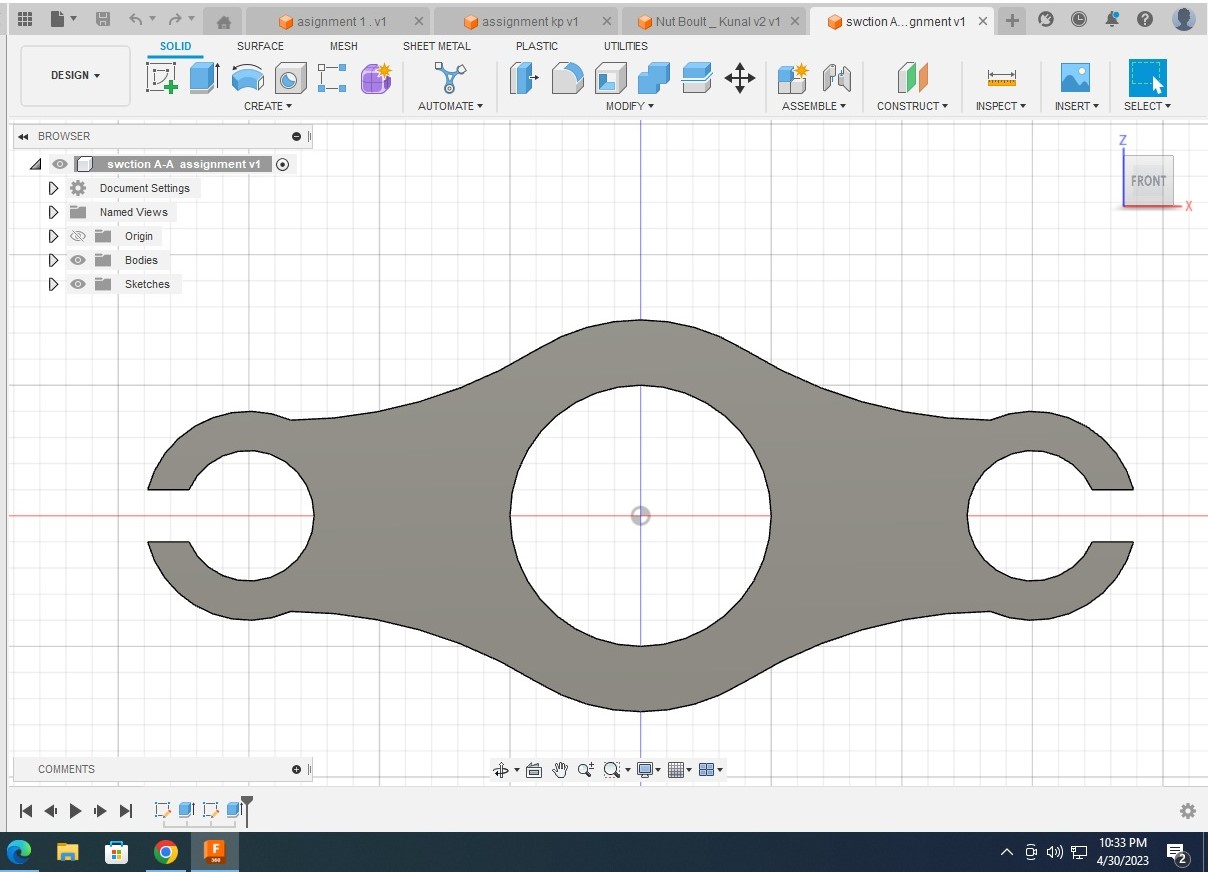 asignment 1 . v1
assignment kp v1
Nut Boult _ Kunal v2 v1
swction A...gnment v1
DESIGN
SOLID
SURFACE
MESH
SHEET METAL
PLASTIC
UTILITIES
CREATE
AUTOMATE
MODIFY
ASSEMBLE
CONSTRUCT
INSPECT
INSERT
SELECT
BROWSER
swction A-A assignment v1
Document Settings
Named Views
Origin
Bodies
Sketches
Z
FRONT
X
COMMENTS
F
360
10:33 PM
4/30/2023
2